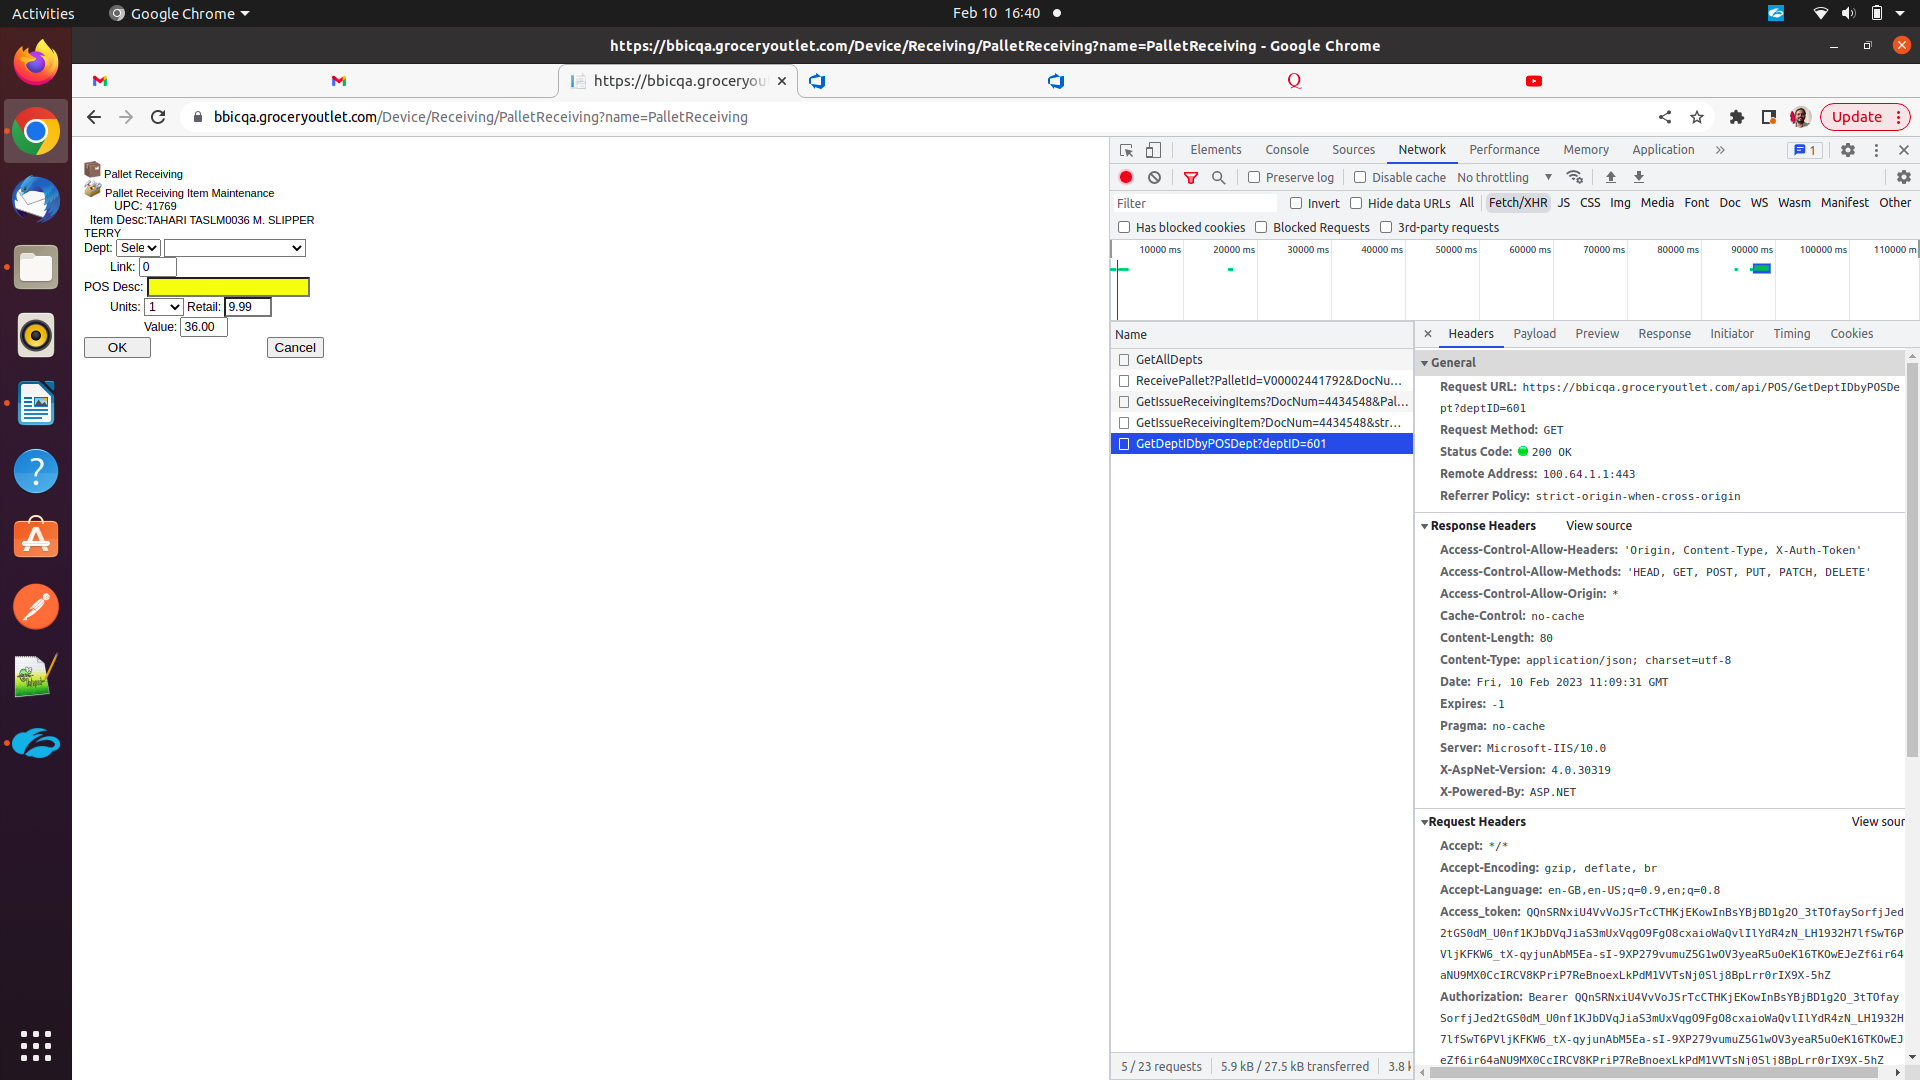 Activities
Google Chrome
Feb 10 16:40
https://bbicqa.groceryoutlet.com/Device/Receiving/PalletReceiving?name=PalletReceiving - Google Chrome
https://bbicqa.groceryou
bbicqa.groceryoutlet.com/Device/Receiving/PalletReceiving?name=PalletReceiving
Update
Pallet Receiving
Pallet Receiving Item Maintenance
UPC: 41769
Item Desc:TAHARI TASLM0036 M. SLIPPER
TERRY
Dept: Sele
Link: 0
POS Desc:
Units: 1 Retail: 9.99
Value: 36.00
OK Cancel
Elements Console Sources Network Performance Memory Application » 1
Preserve log Disable cache No throttling
Filter Invert Hide data URLs All Fetch/XHR JS CSS Img Media Font Doc WS Wasm Manifest Other
Has blocked cookies Blocked Requests 3rd-party requests
10000 ms 20000 ms 30000 ms 40000 ms 50000 ms 60000 ms 70000 ms 80000 ms 90000 ms 100000 ms 110000 m
Name
GetAllDepts
ReceivePallet?PalletId=V00002441792&DocNu...
GetIssueReceivingItems?DocNum=4434548&Pal...
GetIssueReceivingItem?DocNum=4434548&str...
GetDeptIDbyPOSDept?deptID=601
5 / 23 requests 5.9 kB / 27.5 kB transferred 3.8 k
Headers Payload Preview Response Initiator Timing Cookies
General
Request URL: https://bbicqa.groceryoutlet.com/api/POS/GetDeptIDbyPOSDe
pt?deptID=601
Request Method: GET
Status Code: 200 OK
Remote Address: 100.64.1.1:443
Referrer Policy: strict-origin-when-cross-origin
Response Headers View source
Access-Control-Allow-Headers: 'Origin, Content-Type, X-Auth-Token'
Access-Control-Allow-Methods: 'HEAD, GET, POST, PUT, PATCH, DELETE'
Access-Control-Allow-Origin: *
Cache-Control: no-cache
Content-Length: 80
Content-Type: application/json; charset=utf-8
Date: Fri, 10 Feb 2023 11:09:31 GMT
Expires: -1
Pragma: no-cache
Server: Microsoft-IIS/10.0
X-AspNet-Version: 4.0.30319
X-Powered-By: ASP.NET
Request Headers View sour
Accept: */*
Accept-Encoding: gzip, deflate, br
Accept-Language: en-GB,en-US;q=0.9,en;q=0.8
Access_token:
Authorization: Bearer